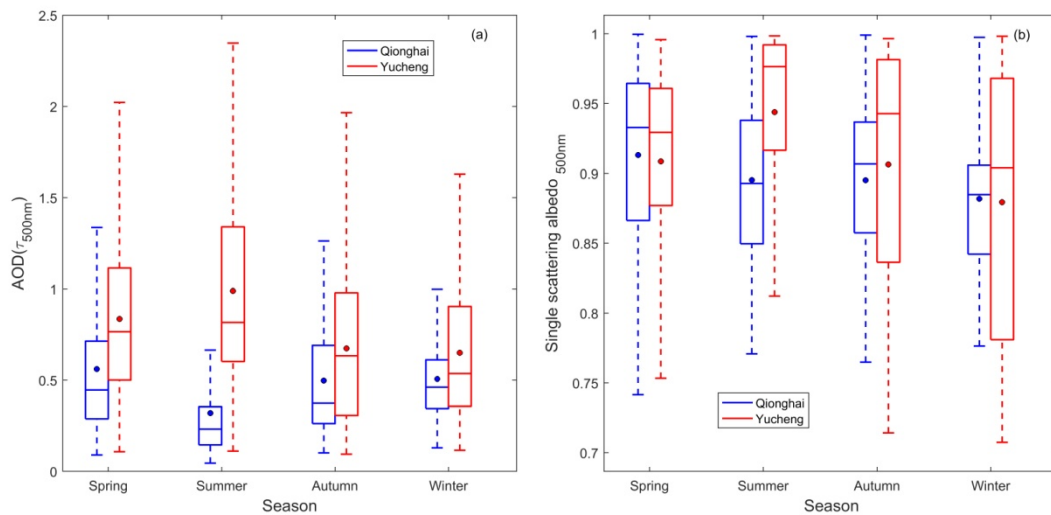 (a)
Qionghai
Yucheng
2.5
2
1.5
1
0.5
0
AOD(τ500nm)
Spring Summer Autumn Winter
Season
(b)
1
0.95
0.9
0.85
0.8
0.75
0.7
Single scattering albedo 500nm
Qionghai
Yucheng
Spring Summer Autumn Winter
Season